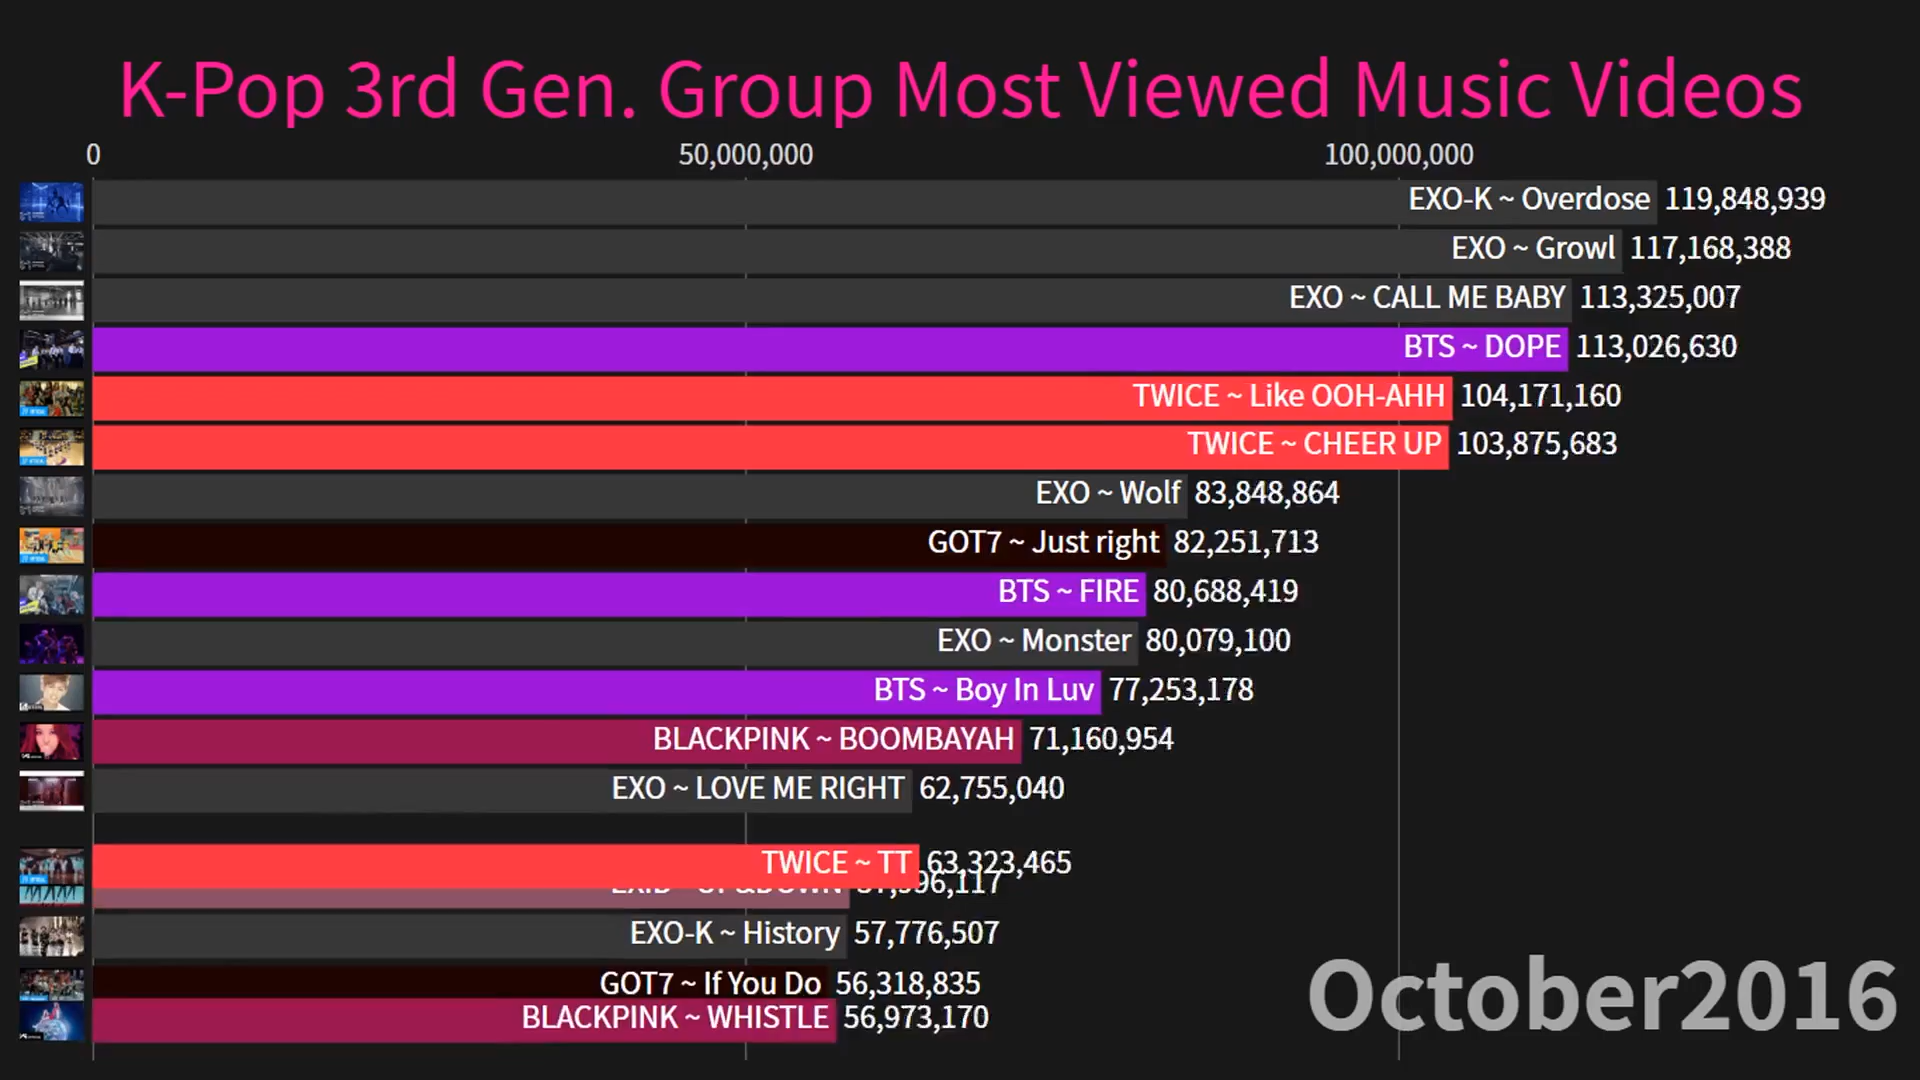 K-Pop 3rd Gen. Group Most Viewed Music Videos
0 50,000,000 100,000,000
EXO-K ~ Overdose 119,848,939
EXO ~ Growl 117,168,388
EXO ~ CALL ME BABY 113,325,007
BTS ~ DOPE 113,026,630
TWICE ~ Like OOH-AHH 104,171,160
TWICE ~ CHEER UP 103,875,683
EXO ~ Wolf 83,848,864
GOT7 ~ Just right 82,251,713
BTS ~ FIRE 80,688,419
EXO ~ Monster 80,079,100
BTS ~ Boy In Luv 77,253,178
BLACKPINK ~ BOOMBAYAH 71,160,954
EXO ~ LOVE ME RIGHT 62,755,040
TWICE ~ TT 63,323,465
EXO-K ~ History 57,776,507
GOT7 ~ If You Do 56,318,835
BLACKPINK ~ WHISTLE 56,973,170
October2016